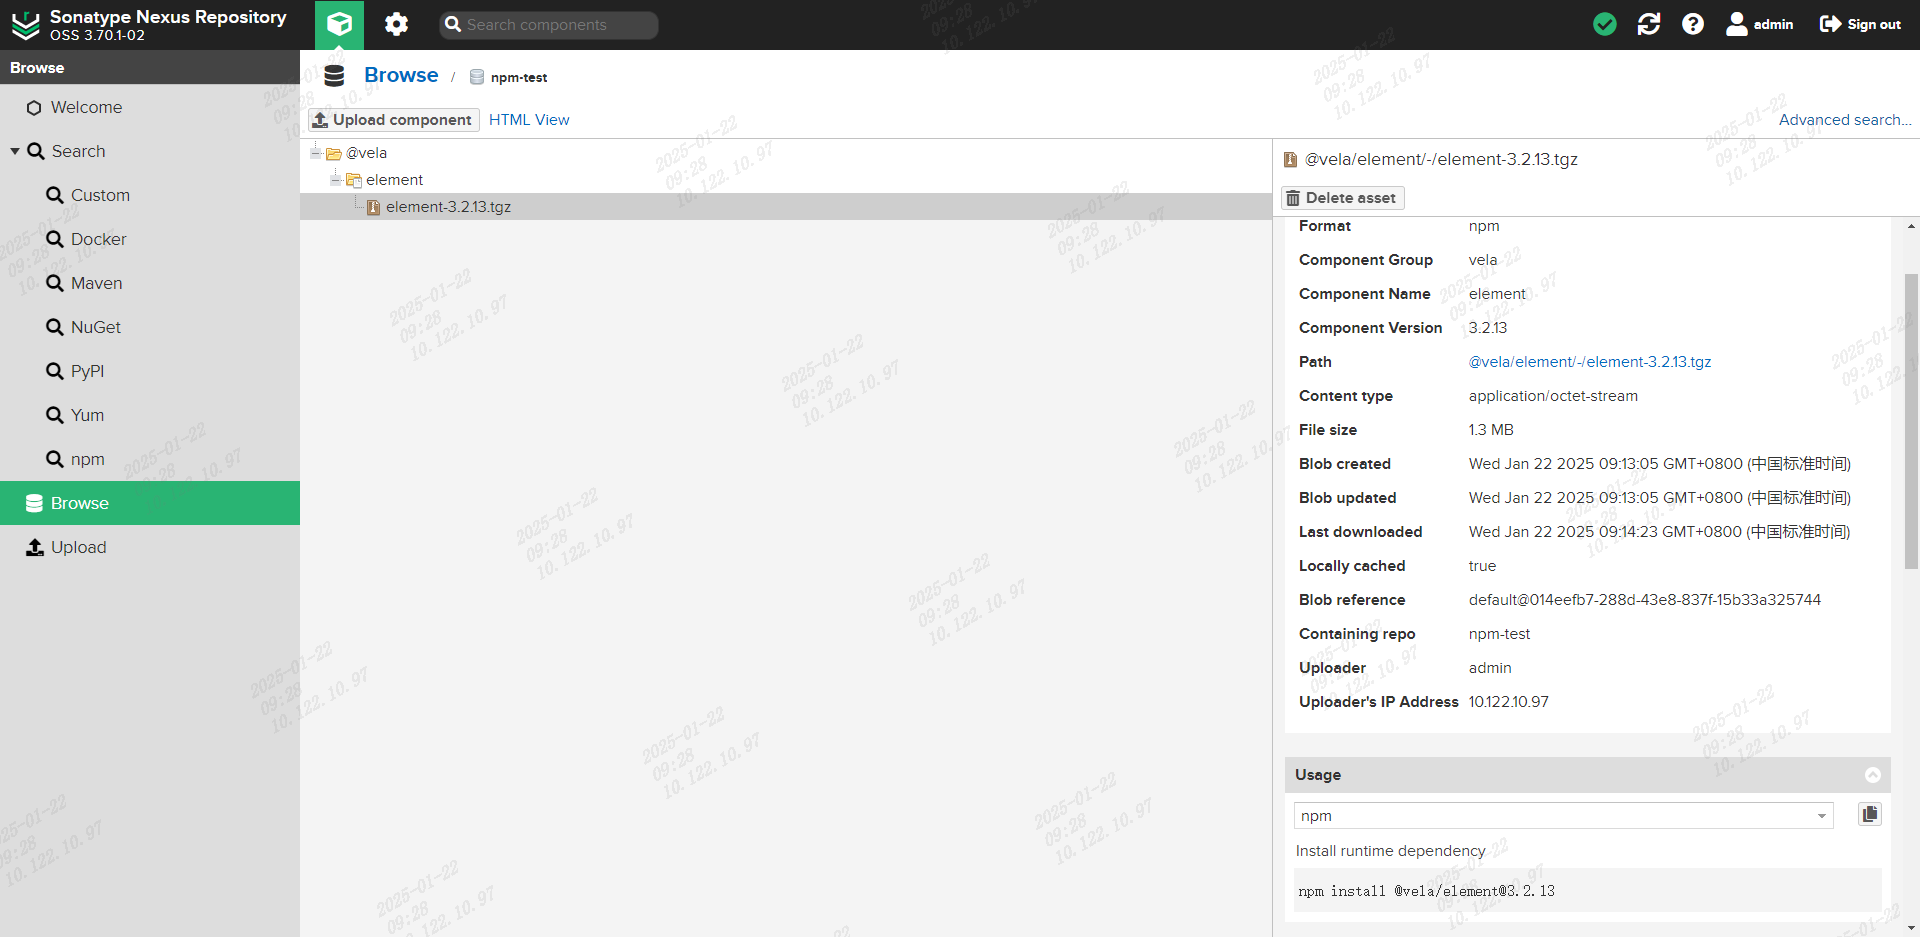 Sonatype Nexus Repository
OSS 3.70.1-02
Search components
admin
Sign out
Browse
Welcome
Search
Custom
Docker
Maven
NuGet
PyPI
Yum
npm
Browse
Upload
Browse / npm-test
Upload component
HTML View
Advanced search...
@vela
element
element-3.2.13.tgz
@vela/element/-/element-3.2.13.tgz
Delete asset
Format npm
Component Group vela
Component Name element
Component Version 3.2.13
Path @vela/element/-/element-3.2.13.tgz
Content type application/octet-stream
File size 1.3 MB
Blob created Wed Jan 22 2025 09:13:05 GMT+0800 (中国标准时间)
Blob updated Wed Jan 22 2025 09:13:05 GMT+0800 (中国标准时间)
Last downloaded Wed Jan 22 2025 09:14:23 GMT+0800 (中国标准时间)
Locally cached true
Blob reference default@014eefb7-288d-43e8-837f-15b33a325744
Containing repo npm-test
Uploader admin
Uploader's IP Address 10.122.10.97
Usage
npm
Install runtime dependency
npm install @vela/element@3.2.13
2025-01-22
09:28
10.122.10.97